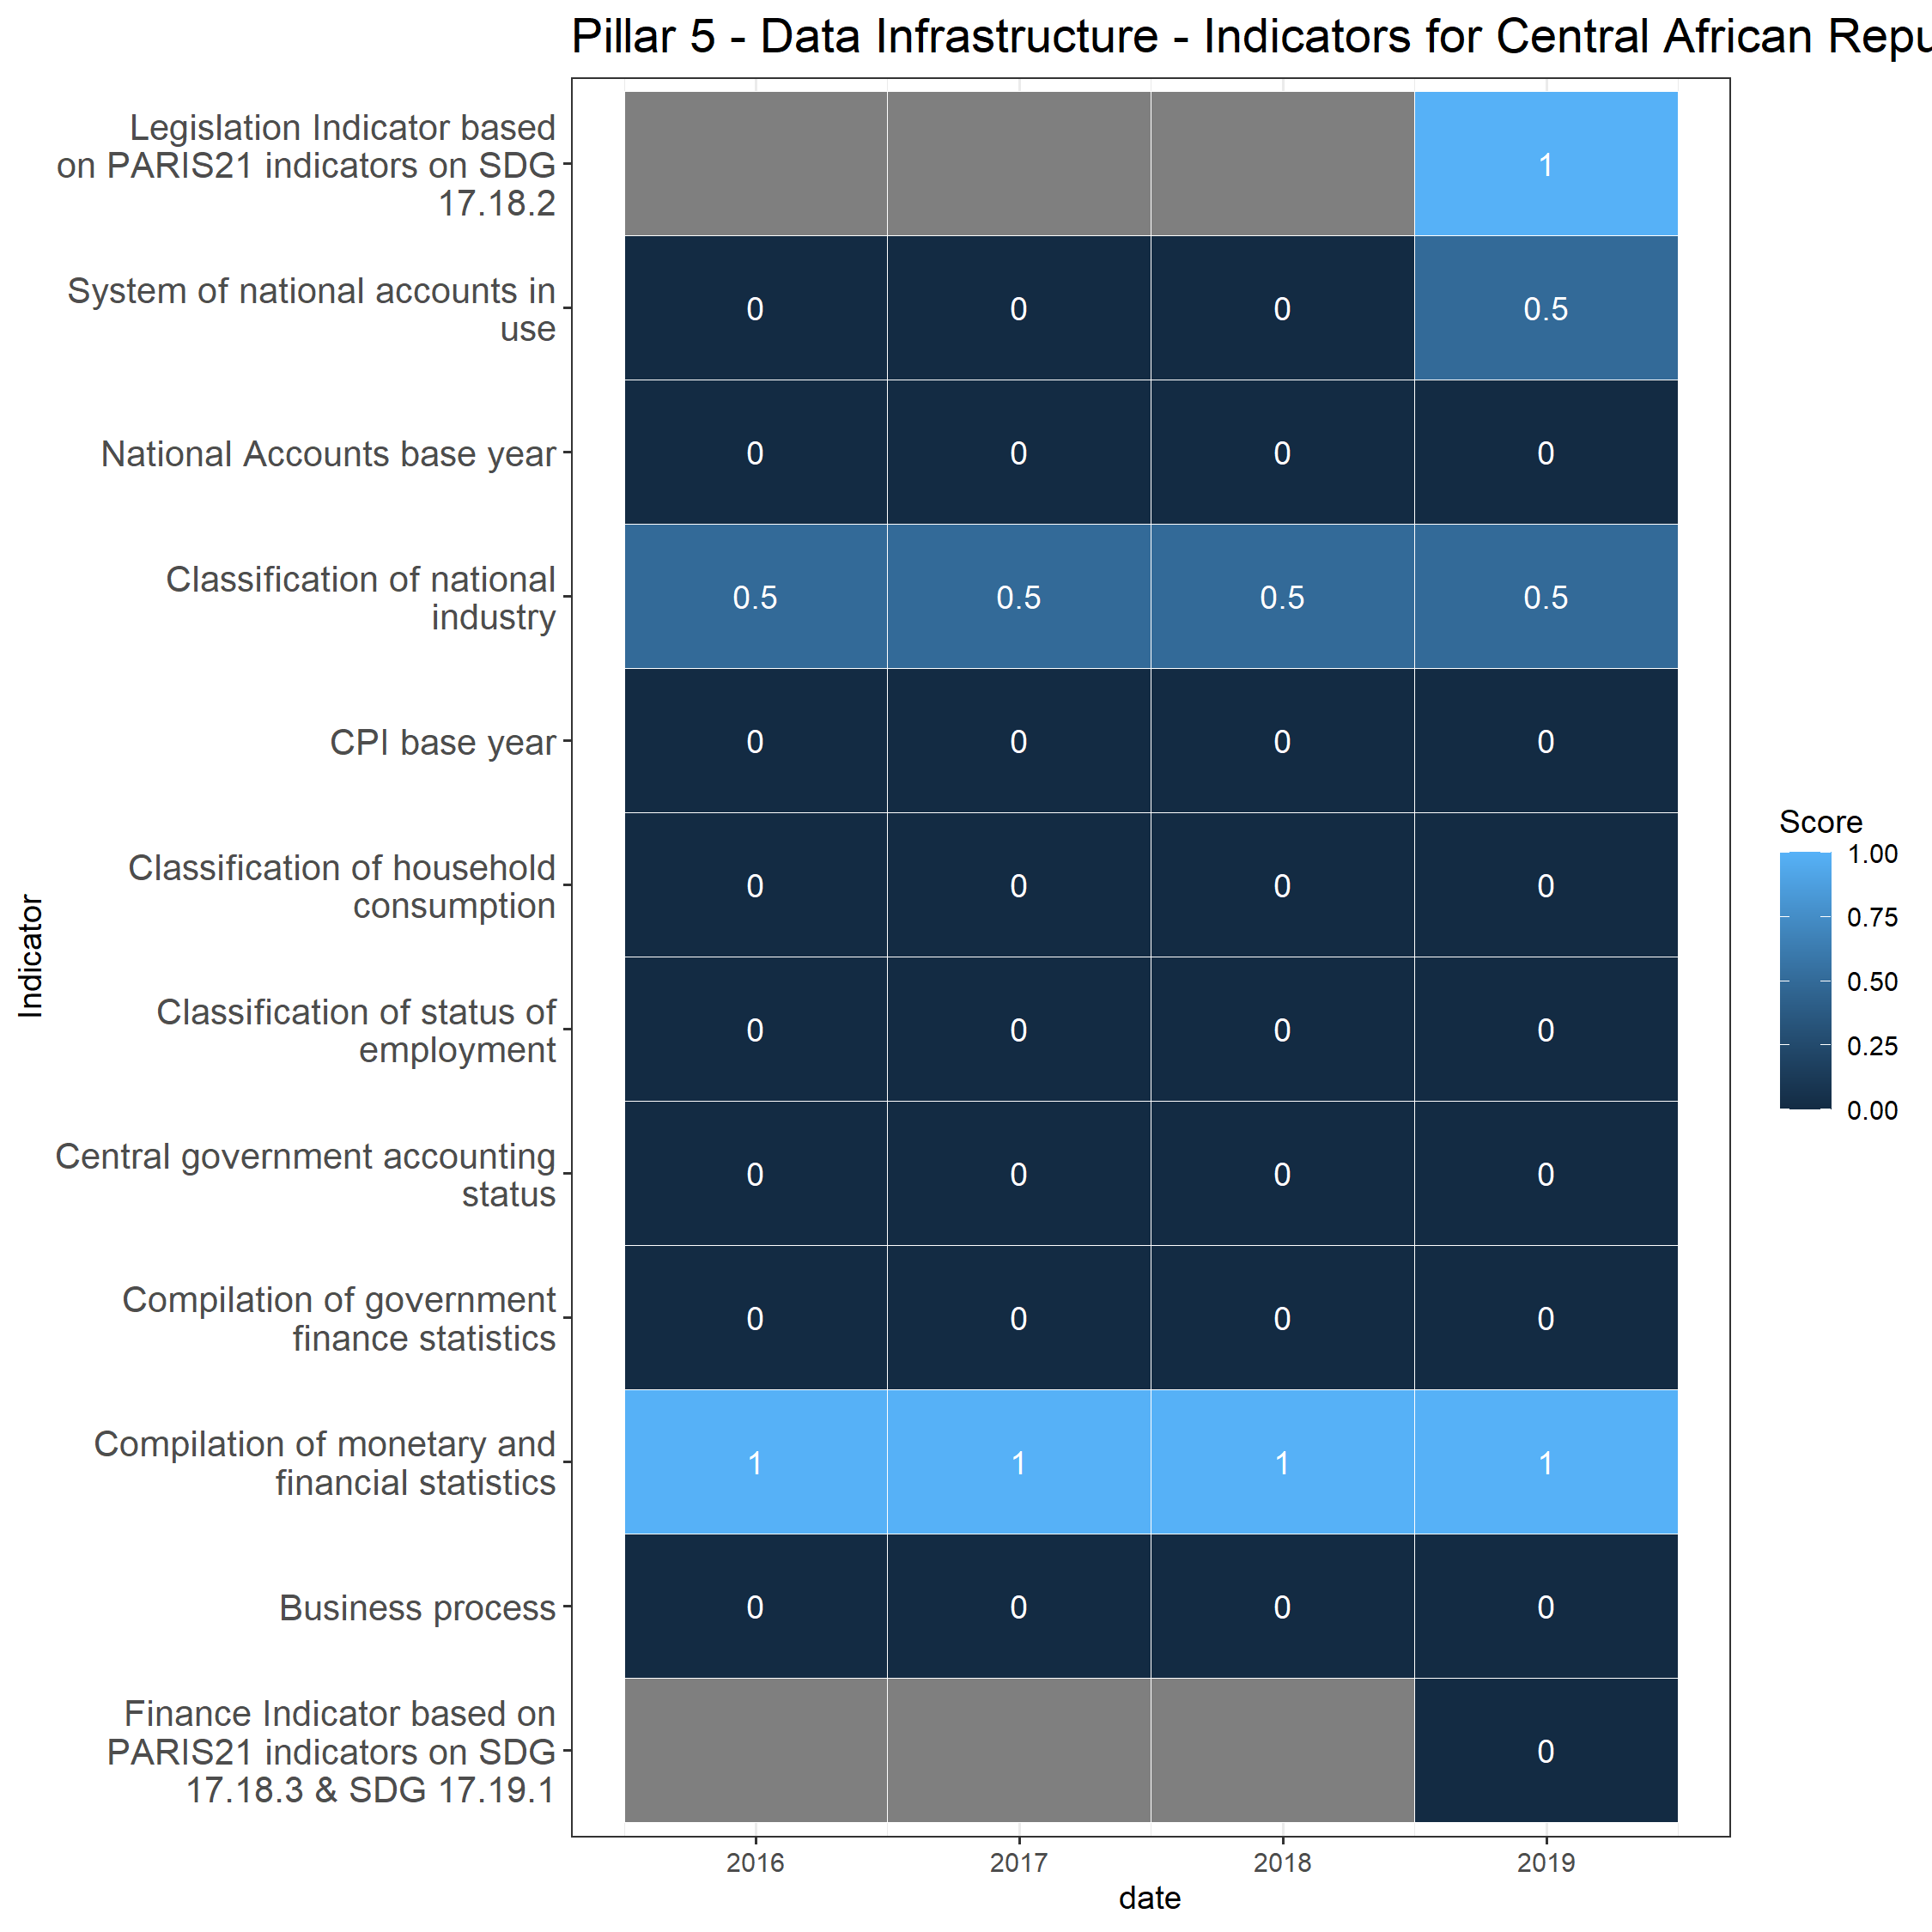 Pillar 5 - Data Infrastructure - Indicators for Central African Repu
Legislation Indicator based
on PARIS21 indicators on SDG
17.18.2
1
System of national accounts in
use
0 0 0 0.5
National Accounts base year
0 0 0 0
Classification of national
industry
0.5 0.5 0.5 0.5
CPI base year
0 0 0 0
Classification of household
consumption
0 0 0 0
Classification of status of
employment
0 0 0 0
Central government accounting
status
0 0 0 0
Compilation of government
finance statistics
0 0 0 0
Compilation of monetary and
financial statistics
1 1 1 1
Business process
0 0 0 0
Finance Indicator based on
PARIS21 indicators on SDG
17.18.3 & SDG 17.19.1
0
2016 2017 2018 2019
date
Indicator
Score
1.00
0.75
0.50
0.25
0.00